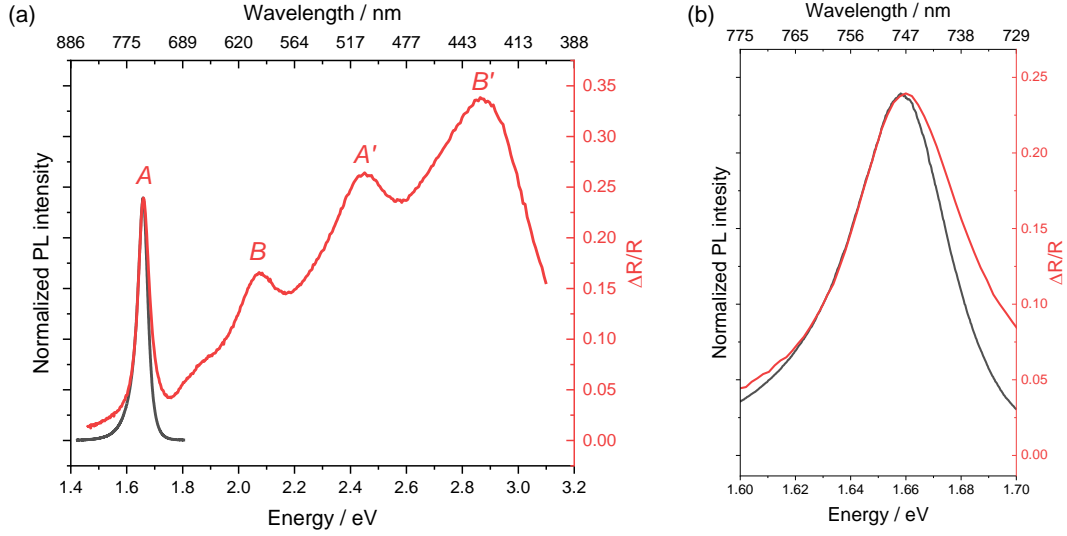 (a)
Wavelength / nm
886 775 689 620 564 517 477 443 413 388
Normalized PL intensity
A
B
A'
B'
0.35
0.30
0.25
0.20
0.15
0.10
0.05
0.00
ΔR/R
1.4 1.6 1.8 2.0 2.2 2.4 2.6 2.8 3.0 3.2
Energy / eV
(b)
Wavelength / nm
775 765 756 747 738 729
Normalized PL intesity
0.25
0.20
0.15
0.10
0.05
0.00
ΔR/R
1.60 1.62 1.64 1.66 1.68 1.70
Energy / eV